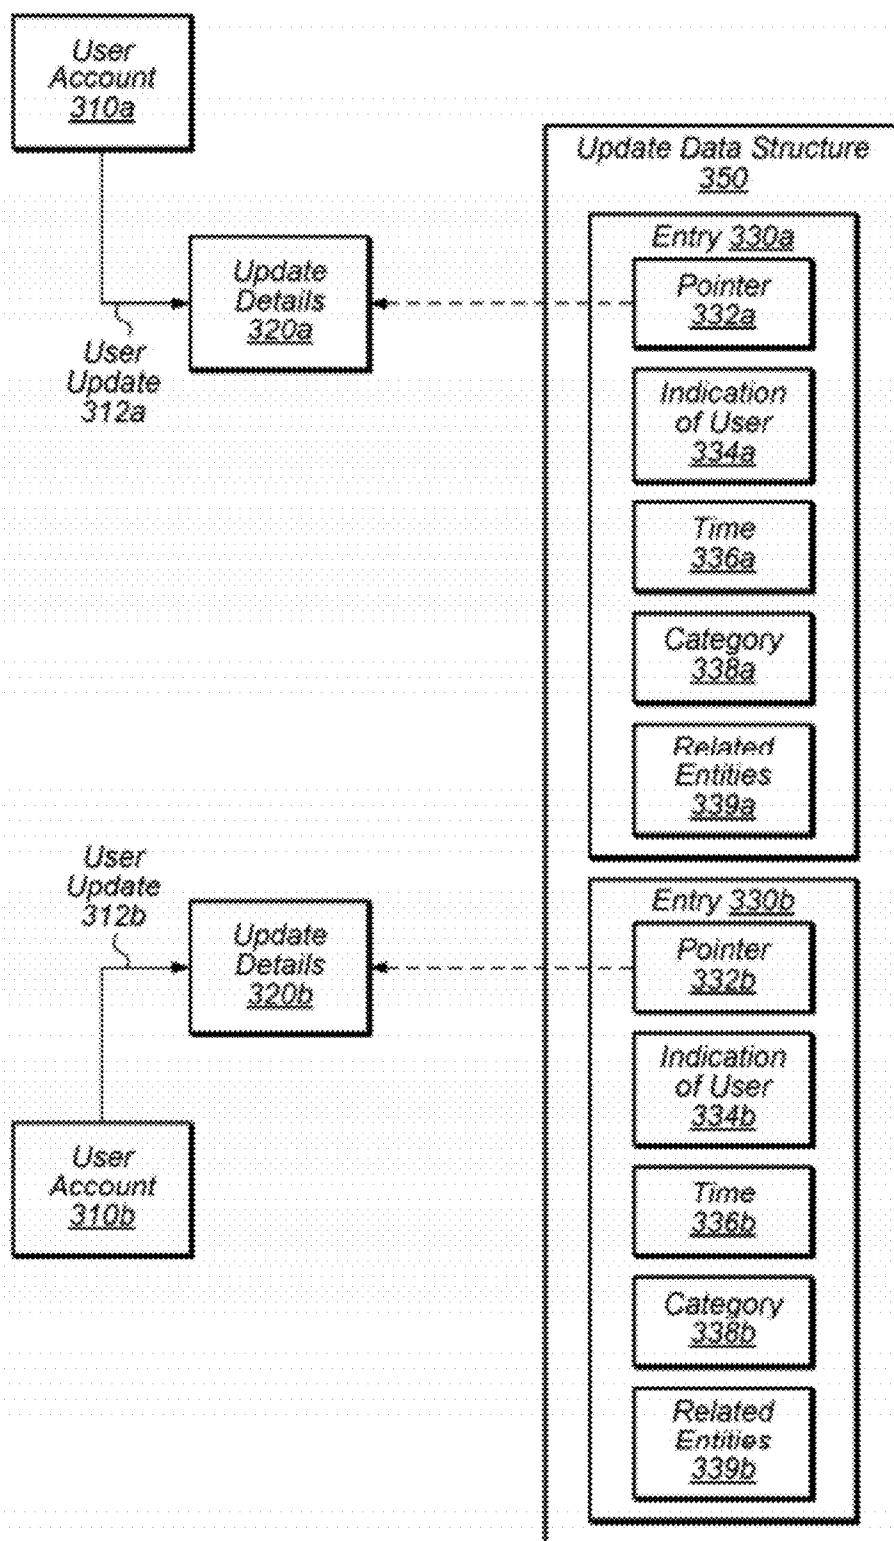 User
Account
310a
Update Data Structure
350
Entry 330a
Update
Details
320a
Pointer
332a
User
Update
312a
Indication
of User
334a
Time
336a
Category
338a
Related
Entities
339a
User
Update
312b
Entry 330b
Update
Details
320b
Pointer
332b
Indication
of User
334b
User
Account
310b
Time
336b
Category
338b
Related
Entities
339b